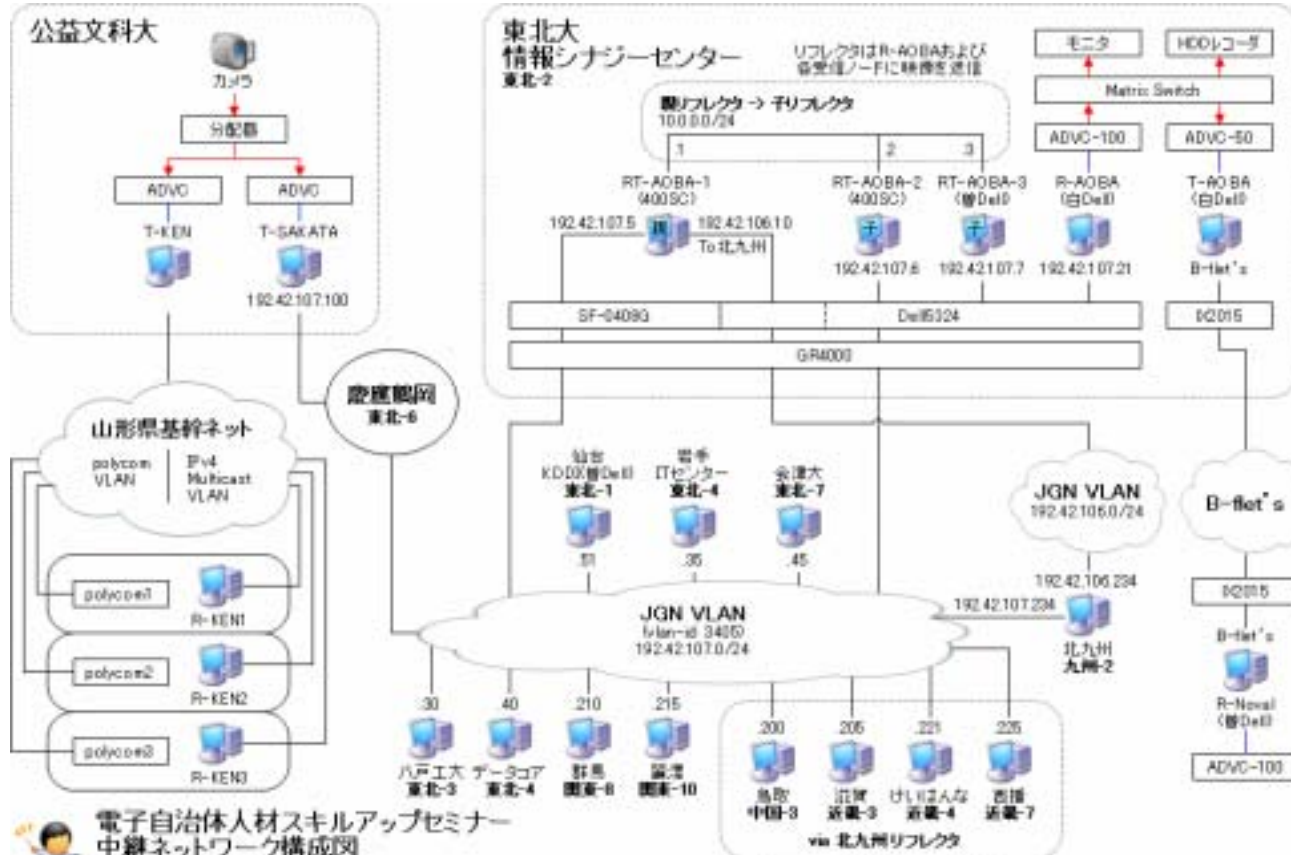 公益文科大
カメラ
分配器
ADVC
ADVC
T-KEN
T-SAKATA
192.42.107.100
東北大
情報シナジーセンター
東北-2
リフレクタはR-AOBAおよび
各受信ノードに映像を送信
親リフレクタ → 子リフレクタ
10.0.0.0/24
.1
.2
.3
モニタ
HDDレコーダ
Matrix Switch
ADVC-100
ADVC-50
RT-AOBA-1
(400SC)
RT-AOBA-2
(400SC)
RT-AOBA-3
(普Dell)
R-AOBA
(白Dell)
T-AOBA
(白Dell)
192.42.107.5
親
192.42.106.10
To 北九州
子
子
192.42.107.6
192.42.107.7
192.42.107.21
B-flet's
SF-0408G
Dell5324
IX2015
GR4000
慶應鶴岡
東北-6
山形県基幹ネット
polycom
VLAN
IPv4
Multicast
VLAN
polycom1
R-KEN1
polycom2
R-KEN2
polycom3
R-KEN3
仙台
KDDI(普Dell)
東北-1
.51
岩手
ITセンター
東北-4
.35
会津大
東北-7
.45
JGN VLAN
192.42.106.0/24
B-flet's
192.42.106.234
192.42.107.234
北九州
九州-2
IX2015
B-flet's
R-Noval
(普Dell)
ADVC-100
JGN VLAN
(vlan-id 3405)
192.42.107.0/24
.30
八戸工大
東北-3
.40
データコア
東北-4
.210
群馬
関東-8
.215
関東-10
.200
鳥取
中国-3
.205
滋賀
近畿-3
.221
けいはんな
近畿-4
.225
西播
近畿-7
via 北九州リフレクタ
電子自治体人材スキルアップセミナー
中継ネットワーク構成図